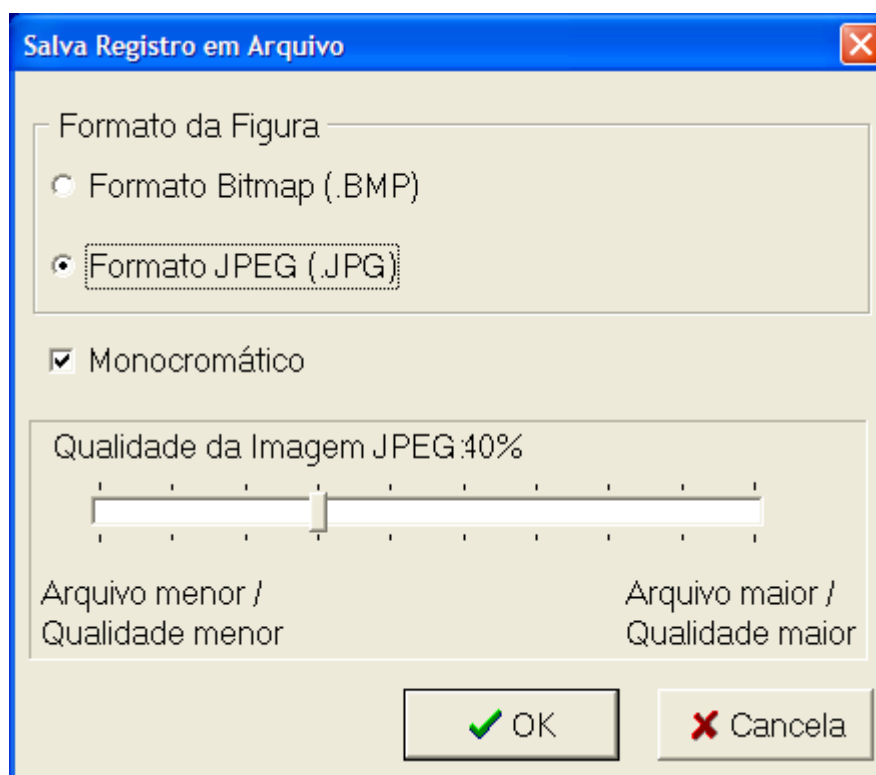 Salva Registro em Arquivo
Formato da Figura
Formato Bitmap (.BMP)
Formato JPEG (.JPG)
Monocromático
Qualidade da Imagem JPEG:40%
Arquivo menor /
Qualidade menor
Arquivo maior /
Qualidade maior
OK
Cancela